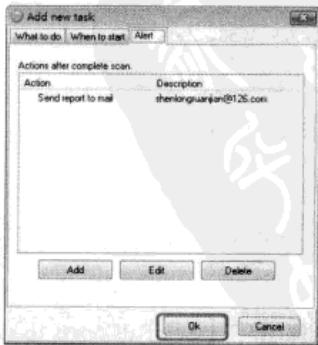 Add new task
What to do When to start Alert
Actions after complete scan.
Action Description
Send report to mail shenlongruanjian@126.com
Add Edit Delete
Ok Cancel